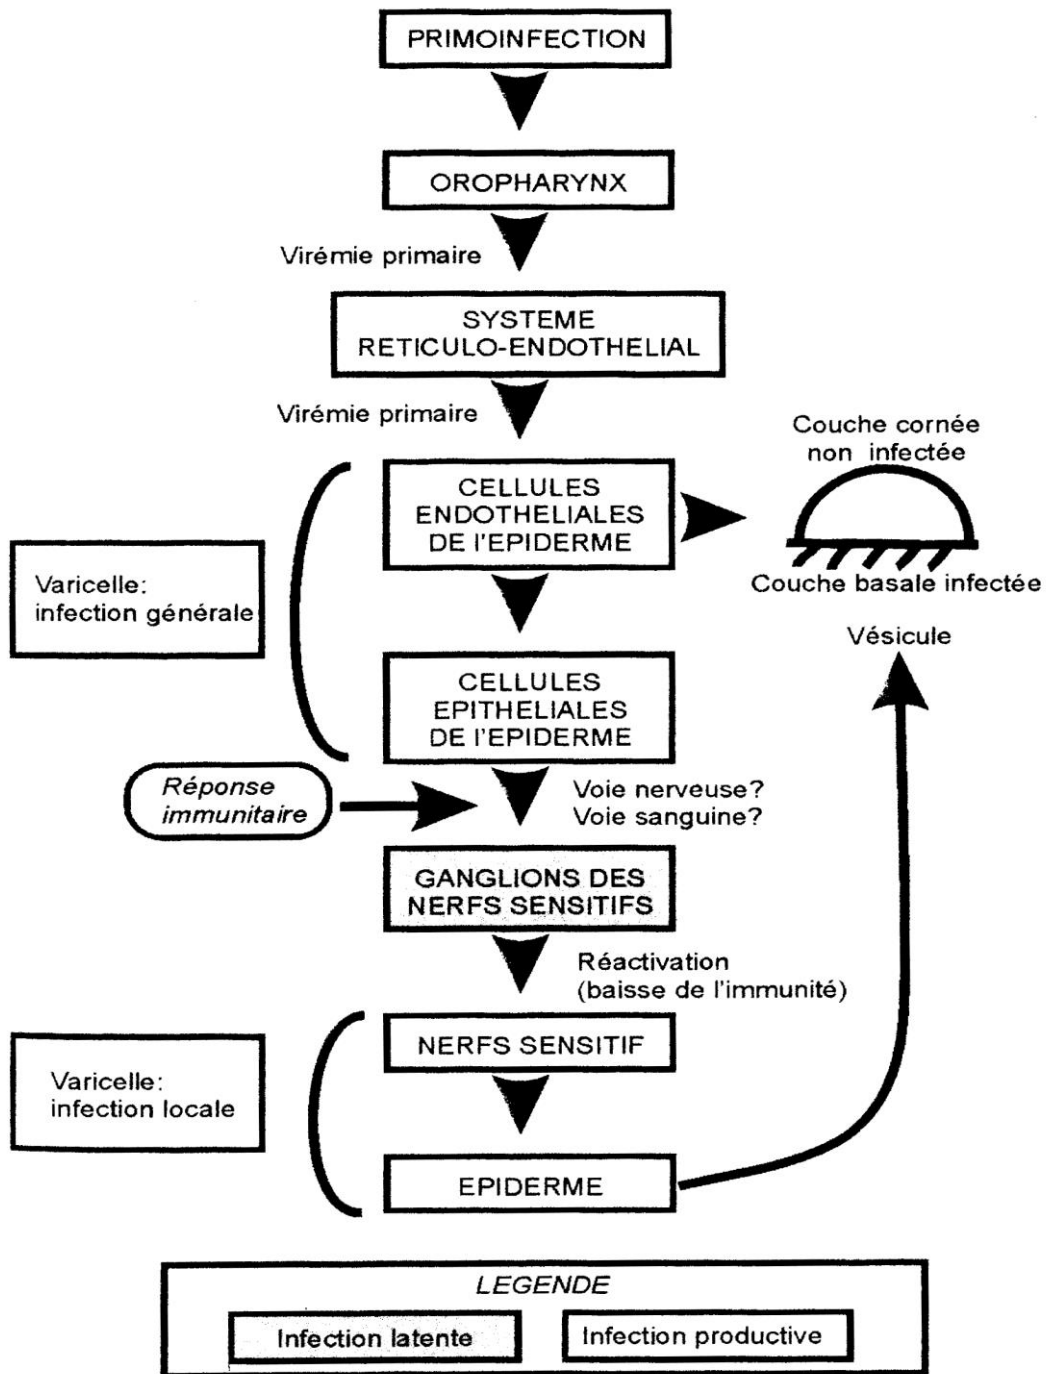 PRIMOINFECTION
OROPHARYNX
Virémie primaire
SYSTEME
RETICULO-ENDOTHELIAL
Virémie primaire
CELLULES
ENDOTHELIALES
DE l'EPIDERME
Couche cornée
non infectée
Couche basale infectée
Vésicule
Varicelle:
infection générale
CELLULES
EPITHELIALES
DE l'EPIDERME
Réponse
immunitaire
Voie nerveuse?
Voie sanguine?
GANGLIONS DES
NERFS SENSITIFS
Réactivation
(baisse de l'immunité)
NERFS SENSITIF
Varicelle:
infection locale
EPIDERME
LEGENDE
Infection latente
Infection productive